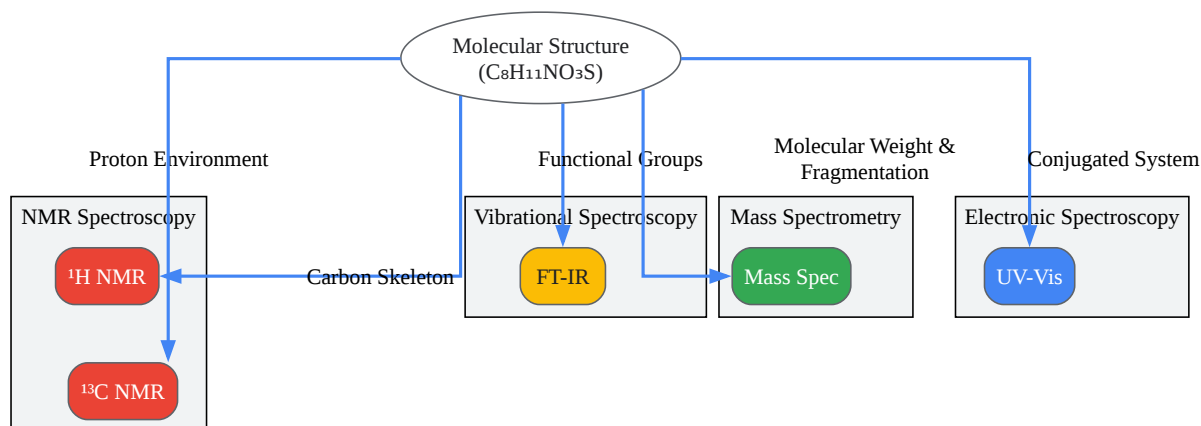 Molecular Structure
(C₈H₁₁NO₃S)
Proton Environment
Functional Groups
Molecular Weight &
Fragmentation
Conjugated System
NMR Spectroscopy
Vibrational Spectroscopy
Mass Spectrometry
Electronic Spectroscopy
¹H NMR
Carbon Skeleton
FT-IR
Mass Spec
UV-Vis
¹³C NMR